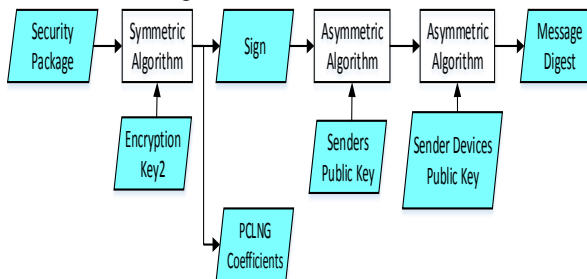 Security
Package
Symmetric
Algorithm
Sign
Asymmetric
Algorithm
Asymmetric
Algorithm
Message
Digest
Encryption
Key2
Senders
Public Key
Sender Devices
Public Key
PCLNG
Coefficients